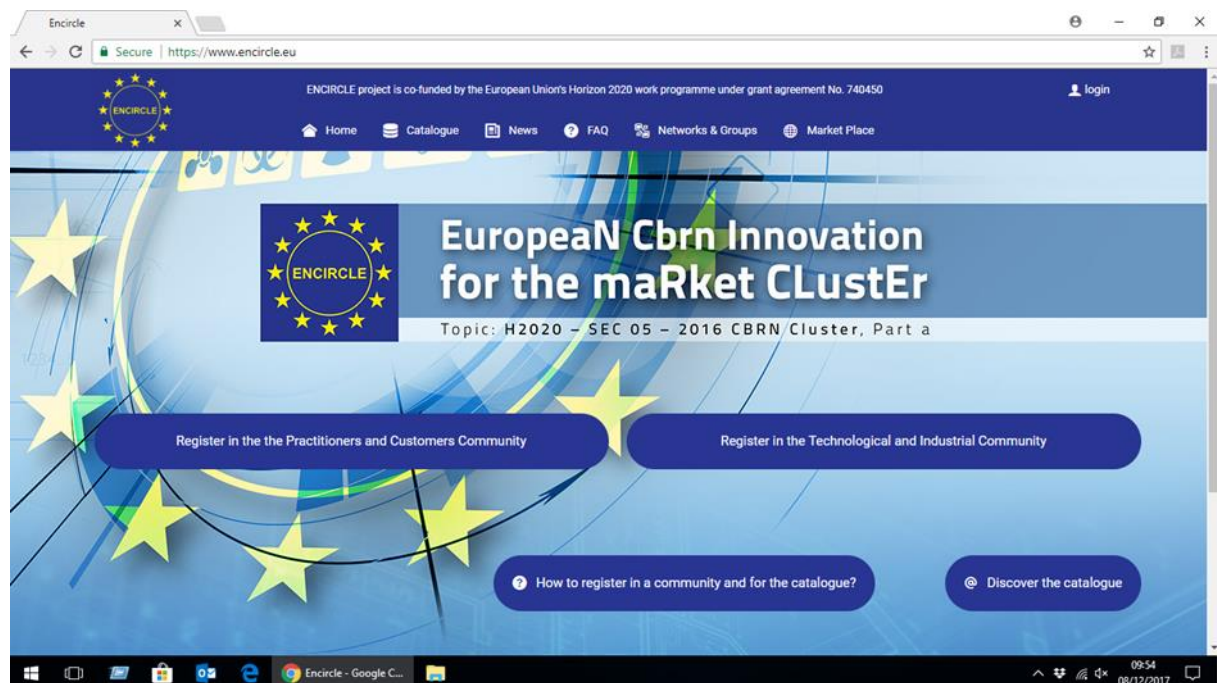 Encircle
Secure | https://www.encircle.eu
ENCIRCLE
ENCIRCLE project is co-funded by the European Union's Horizon 2020 work programme under grant agreement No. 740450
login
Home Catalogue News FAQ Networks & Groups Market Place
ENCIRCLE
EuropeaN Cbrn Innovation
for the maRket CLustEr
Topic: H2020 – SEC 05 – 2016 CBRN Cluster, Part a
Register in the the Practitioners and Customers Community
Register in the Technological and Industrial Community
How to register in a community and for the catalogue?
@ Discover the catalogue
Encircle - Google C...
09:54
08/12/2017